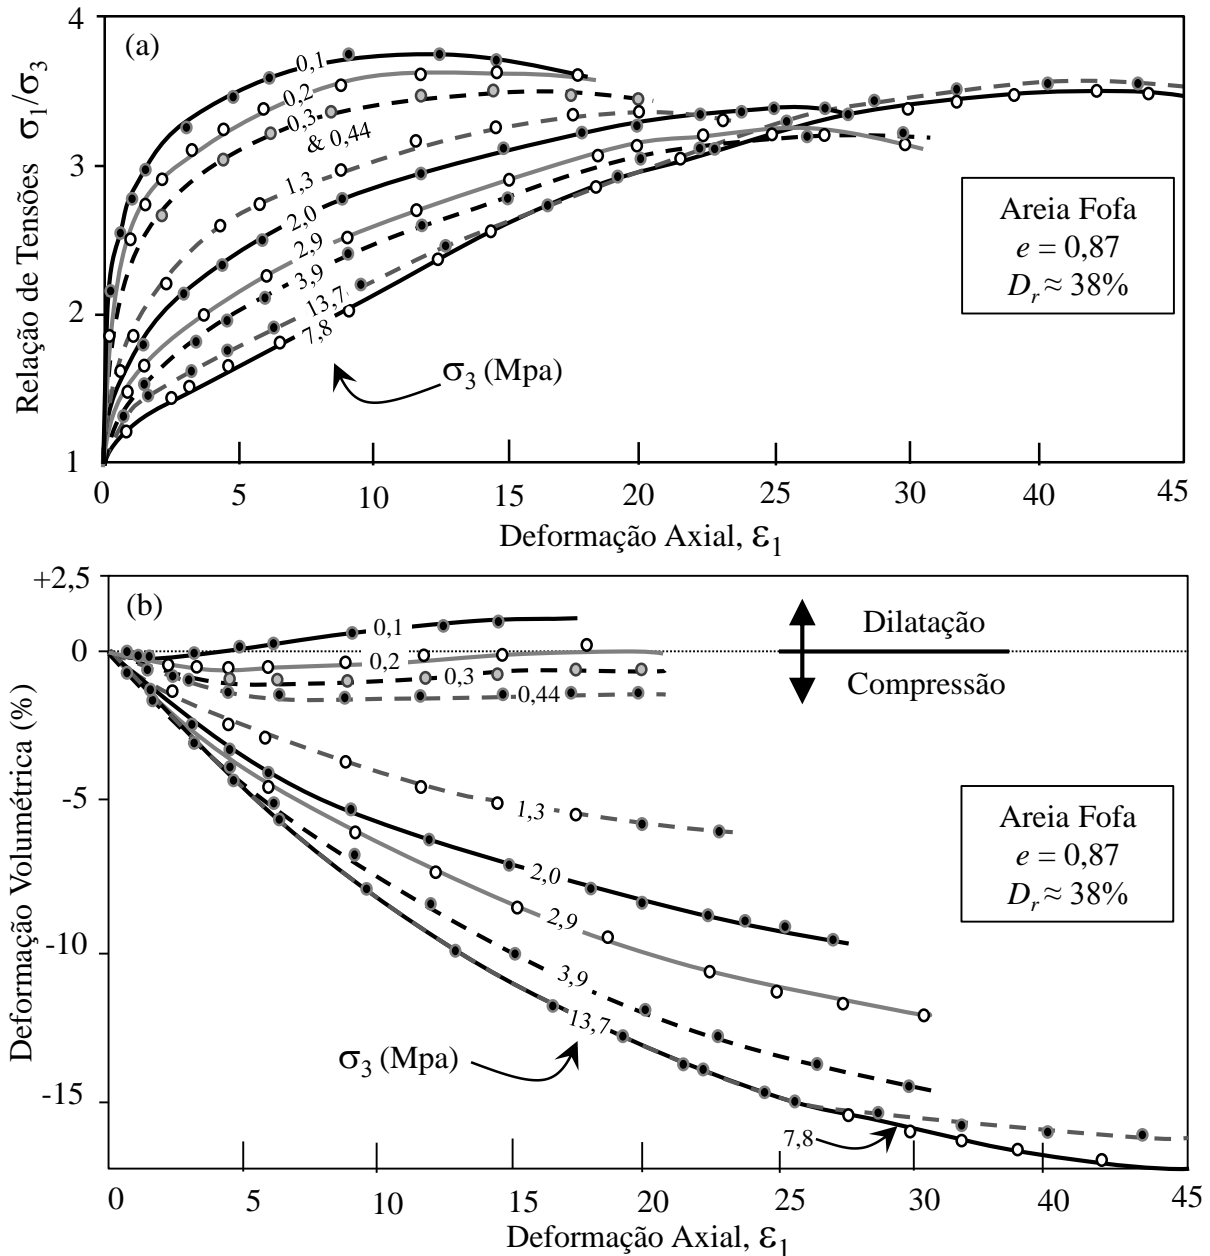 (a)
Relação de Tensões σ1/σ3
4
3
2
1
0,1
0,2
0,3
& 0,44
1,3
2,0
2,9
3,9
13,7
7,8
σ3 (Mpa)
Areia Fofa
e = 0,87
Dr ≈ 38%
0 5 10 15 20 25 30 40 45
Deformação Axial, ε1
(b)
Deformação Volumétrica (%)
+2,5
0
-5
-10
-15
0,1
0,2
0,3
0,44
1,3
2,0
2,9
3,9
13,7
7,8
σ3 (Mpa)
Dilatação
Compressão
Areia Fofa
e = 0,87
Dr ≈ 38%
0 5 10 15 20 25 30 40 45
Deformação Axial, ε1